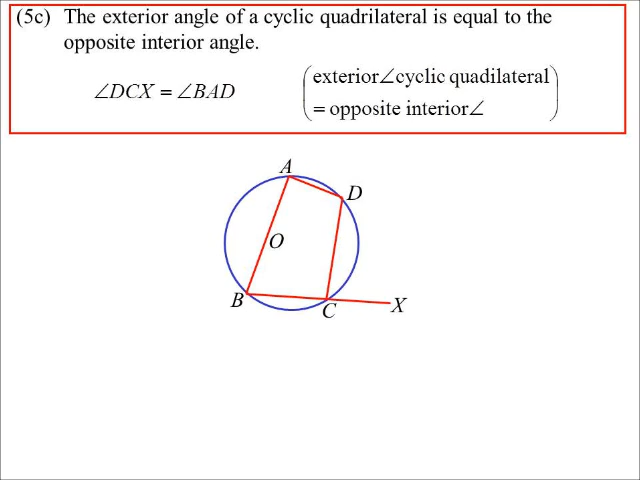 (5c) The exterior angle of a cyclic quadrilateral is equal to the
opposite interior angle.
∠DCX = ∠BAD
(exterior∠cyclic quadilateral
= opposite interior∠)
A
D
O
B
C
X